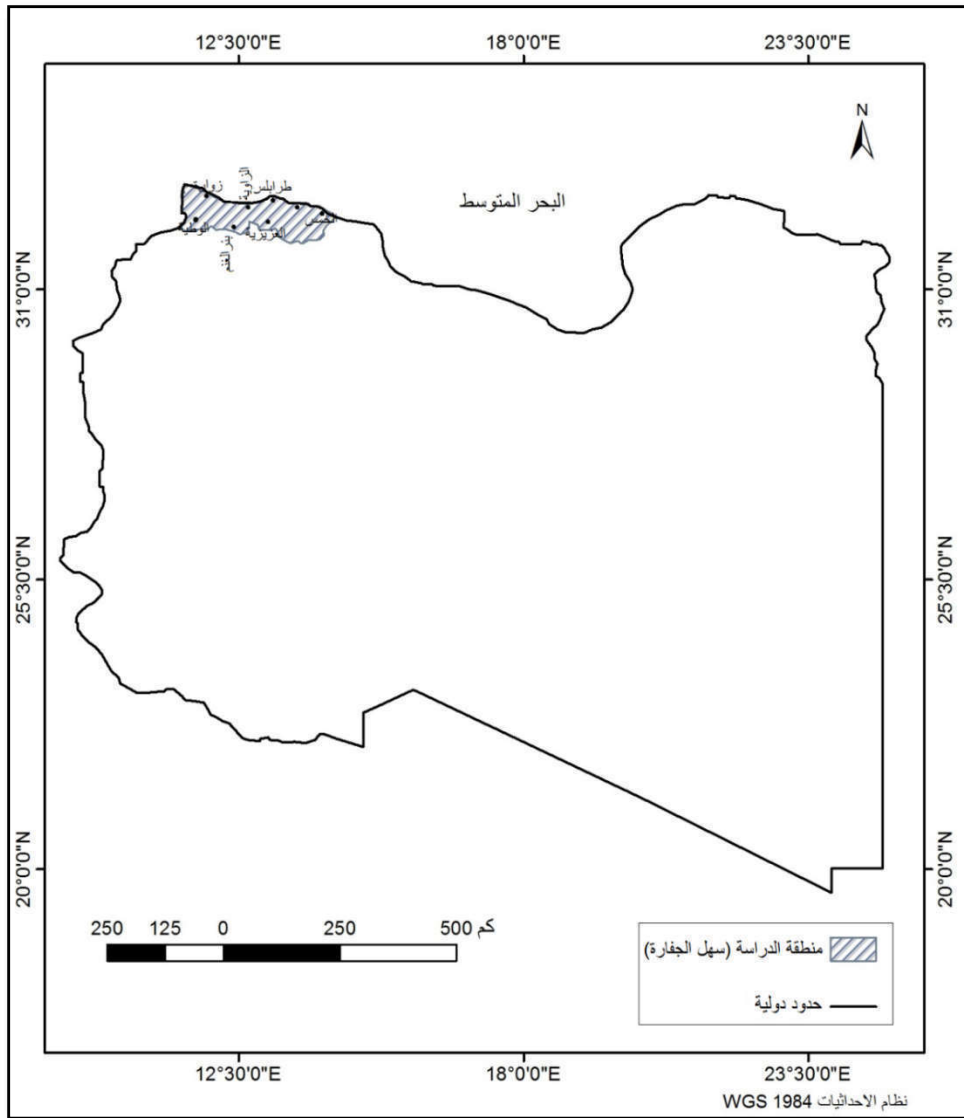 12°30'0"E 18°0'0"E 23°30'0"E
N
الزاوية
زوارة
طرابلس
البحر المتوسط
الخمس
الوطية
العزيزية
بئر الغنم
31°0'0"N 31°0'0"N
25°30'0"N 25°30'0"N
20°0'0"N 20°0'0"N
250 125 0 250 500 كم
منطقة الدراسة (سهل الجفارة)
حدود دولية
12°30'0"E 18°0'0"E 23°30'0"E
نظام الاحداثيات WGS 1984